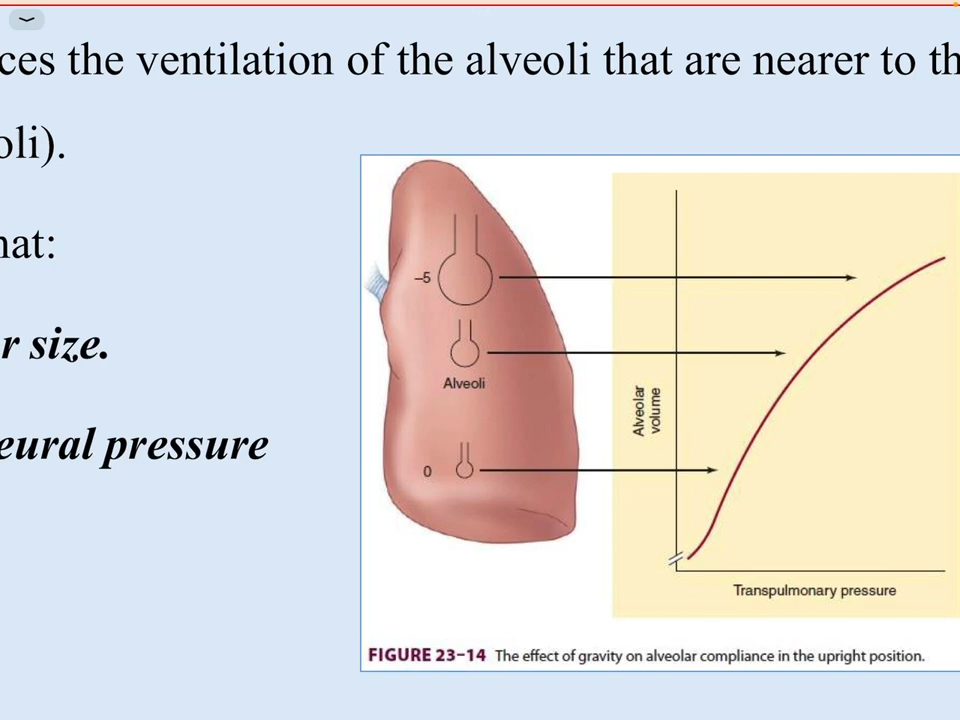 ces the ventilation of the alveoli that are nearer to th
oli).
hat:
r size.
eural pressure
–5
Alveoli
0
Alveolar
volume
Transpulmonary pressure
FIGURE 23–14 The effect of gravity on alveolar compliance in the upright position.